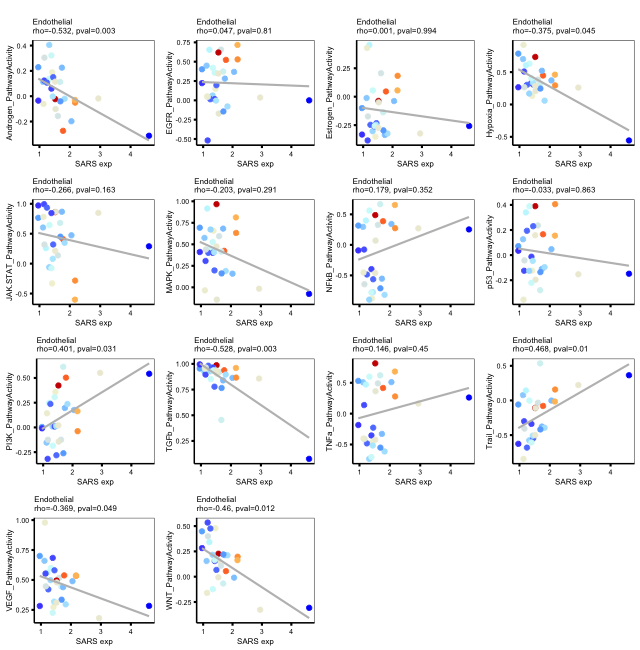 Endothelial
rho=-0.532, pval=0.003
Endothelial
rho=0.047, pval=0.81
Endothelial
rho=0.001, pval=0.994
Endothelial
rho=-0.375, pval=0.045
Androgen_PathwayActivity
0.4
0.2
0.0
-0.2
1
2
3
4
SARS exp
EGFR_PathwayActivity
0.75
0.50
0.25
0.00
-0.25
-0.50
1
2
3
4
SARS exp
Estrogen_PathwayActivity
0.25
0.00
-0.25
1
2
3
4
SARS exp
Hypoxia_PathwayActivity
0.5
0.0
-0.5
1
2
3
4
SARS exp
Endothelial
rho=-0.266, pval=0.163
Endothelial
rho=-0.203, pval=0.291
Endothelial
rho=0.179, pval=0.352
Endothelial
rho=-0.033, pval=0.863
JAK-STAT_PathwayActivity
1.0
0.5
0.0
-0.5
1
2
3
4
SARS exp
MAPK_PathwayActivity
1.00
0.75
0.50
0.25
0.00
1
2
3
4
SARS exp
NFkB_PathwayActivity
0.5
0.0
-0.5
1
2
3
4
SARS exp
p53_PathwayActivity
0.4
0.2
0.0
-0.2
1
2
3
4
SARS exp
Endothelial
rho=0.401, pval=0.031
Endothelial
rho=-0.528, pval=0.003
Endothelial
rho=0.146, pval=0.45
Endothelial
rho=0.468, pval=0.01
PI3K_PathwayActivity
0.50
0.25
0.00
-0.25
1
2
3
4
SARS exp
TGFb_PathwayActivity
1.00
0.75
0.50
0.25
1
2
3
4
SARS exp
TNFa_PathwayActivity
0.5
0.0
-0.5
1
2
3
4
SARS exp
Trail_PathwayActivity
0.5
0.0
-0.5
1
2
3
4
SARS exp
Endothelial
rho=-0.369, pval=0.049
Endothelial
rho=-0.46, pval=0.012
VEGF_PathwayActivity
1.00
0.75
0.50
0.25
1
2
3
4
SARS exp
WNT_PathwayActivity
0.50
0.25
0.00
-0.25
1
2
3
4
SARS exp